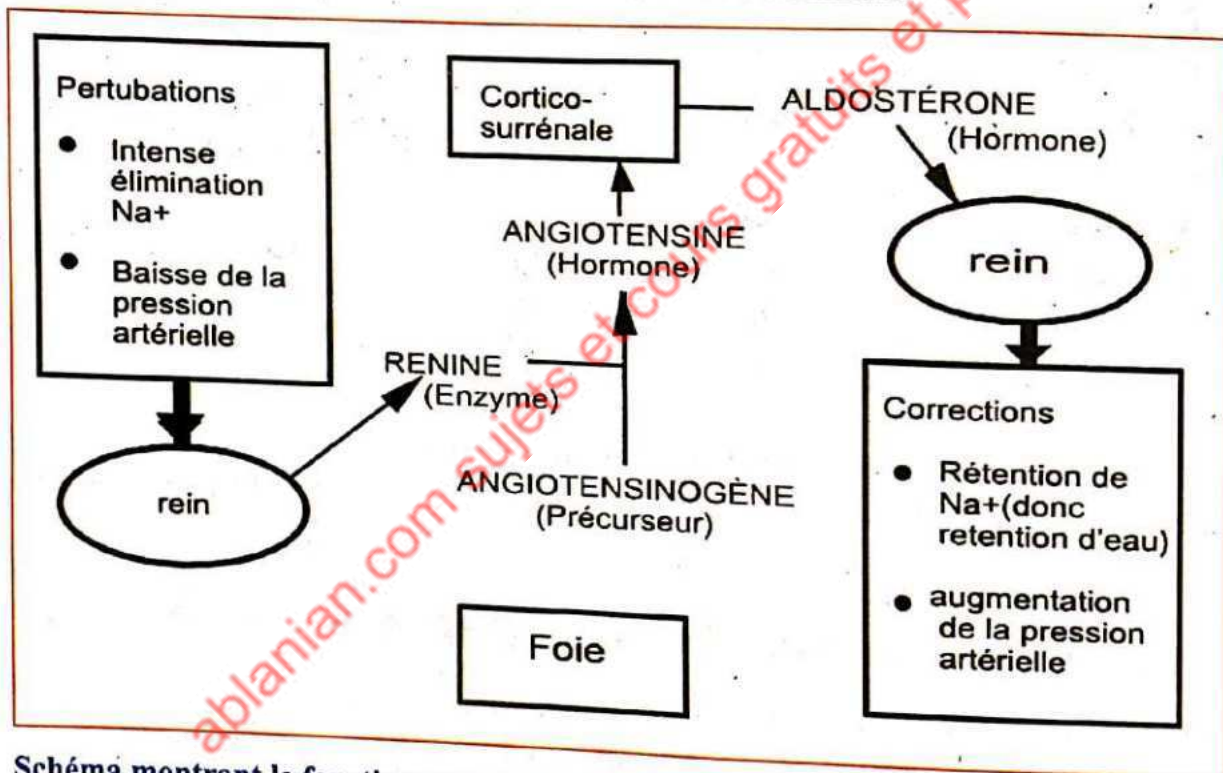 Pertubations
● Intense
élimination
Na+
● Baisse de la
pression
artérielle
rein
RENINE
(Enzyme)
Cortico-
surrénale
ANGIOTENSINE
(Hormone)
ANGIOTENSINOGÈNE
(Précurseur)
Foie
ALDOSTÉRONE
(Hormone)
rein
Corrections
● Rétention de
Na+(donc
retention d'eau)
● augmentation
de la pression
artérielle
ablanian.com sujets et cours gratuits et
Schéma montrant le